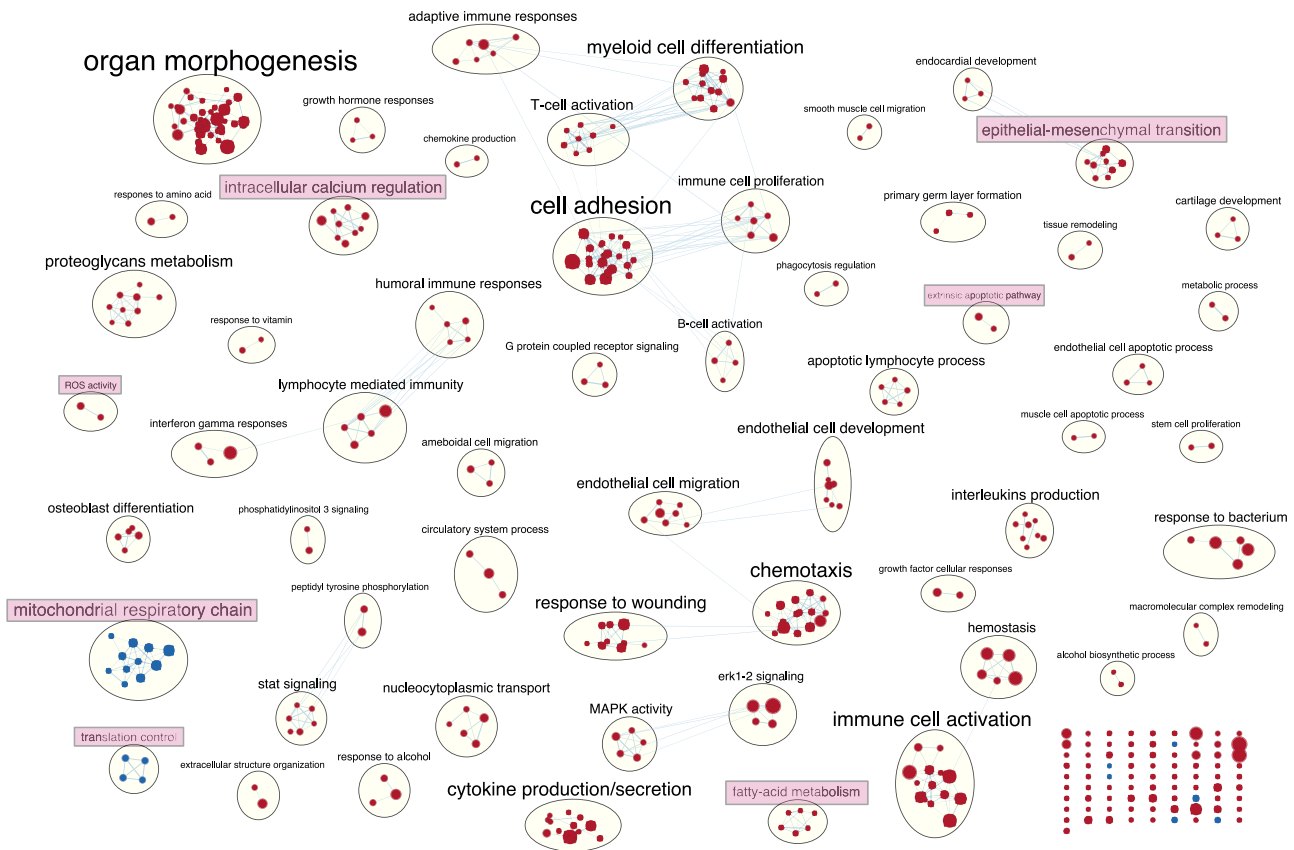 adaptive immune responses
myeloid cell differentiation
organ morphogenesis
endocardial development
growth hormone responses
T-cell activation
smooth muscle cell migration
epithelial-mesenchymal transition
chemokine production
intracellular calcium regulation
immune cell proliferation
respones to amino acid
primary germ layer formation
cartilage development
cell adhesion
tissue remodeling
proteoglycans metabolism
phagocytosis regulation
humoral immune responses
metabolic process
extrinsic apoptotic pathway
response to vitamin
B-cell activation
G protein coupled receptor signaling
endothelial cell apoptotic process
apoptotic lymphocyte process
ROS activity
lymphocyte mediated immunity
muscle cell apoptotic process
stem cell proliferation
interferon gamma responses
endothelial cell development
ameboidal cell migration
endothelial cell migration
interleukins production
osteoblast differentiation
phosphatidylinositol 3 signaling
response to bacterium
circulatory system process
chemotaxis
growth factor cellular responses
peptidyl tyrosine phosphorylation
mitochondrial respiratory chain
response to wounding
macromolecular complex remodeling
hemostasis
alcohol biosynthetic process
erk1-2 signaling
stat signaling
nucleocytoplasmic transport
MAPK activity
immune cell activation
translation control
response to alcohol
extracellular structure organization
cytokine production/secretion
fatty-acid metabolism